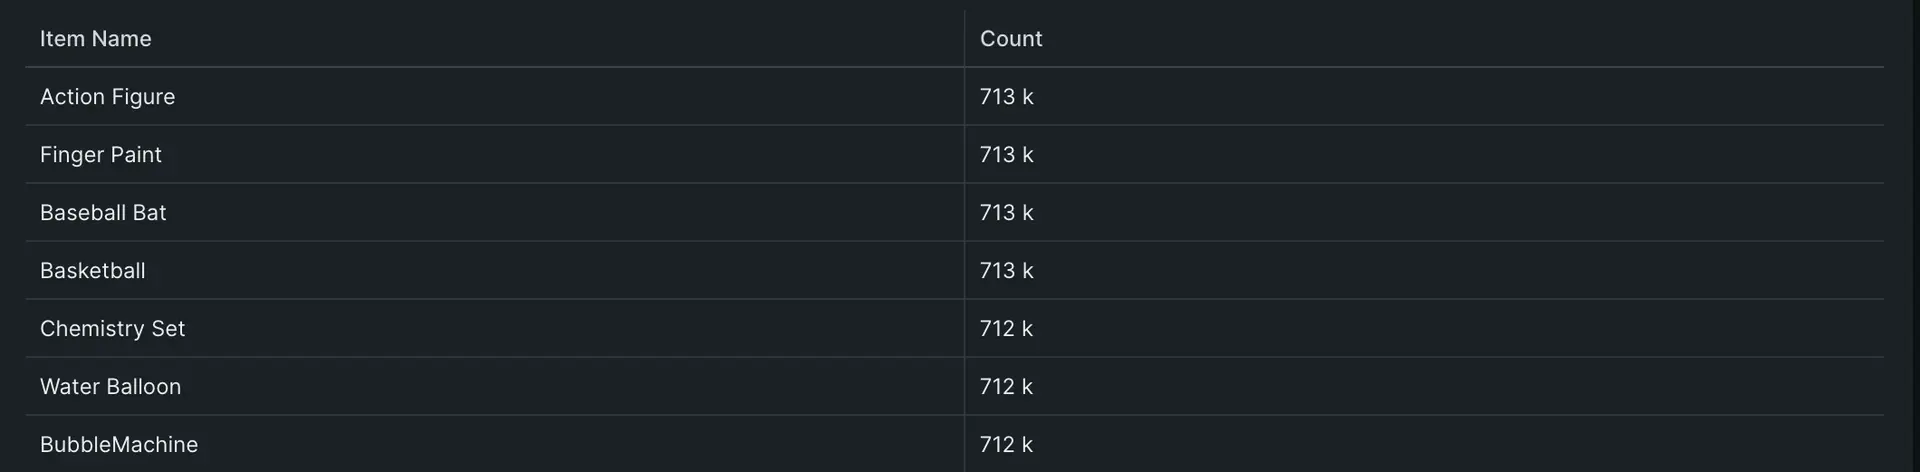 Item Name Count
Action Figure 713 k
Finger Paint 713 k
Baseball Bat 713 k
Basketball 713 k
Chemistry Set 712 k
Water Balloon 712 k
BubbleMachine 712 k